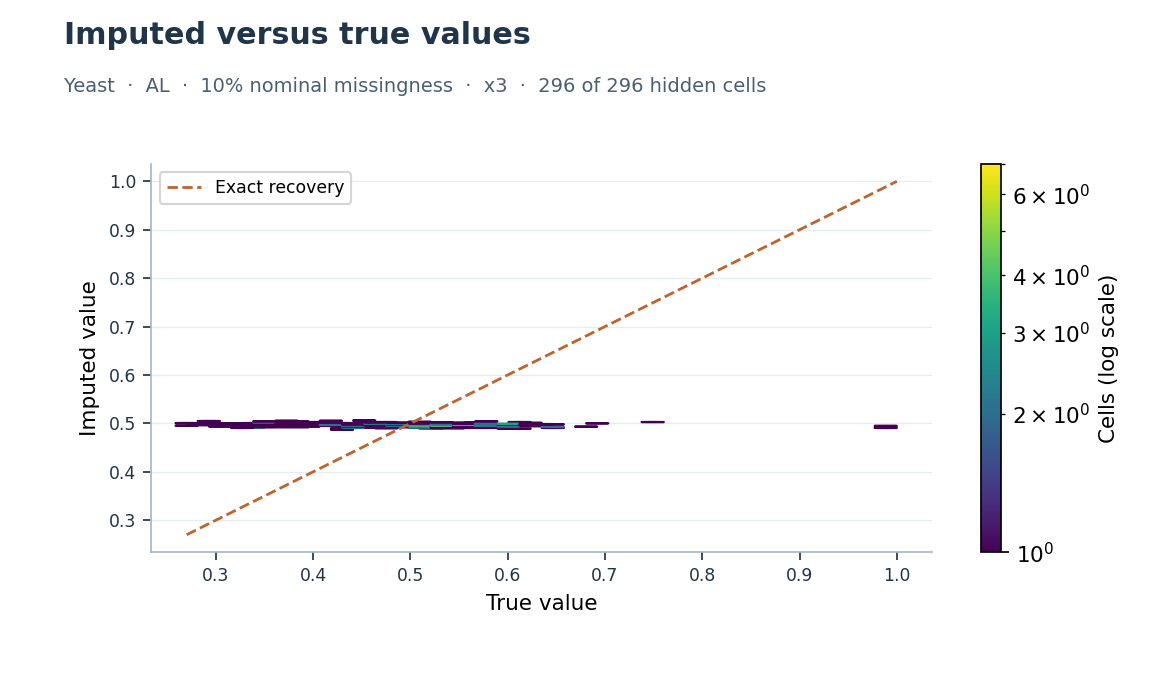 Imputed versus true values
Yeast · AL · 10% nominal missingness · x3 · 296 of 296 hidden cells
Exact recovery
1.0
0.9
0.8
0.7
0.6
0.5
0.4
0.3
Imputed value
0.3 0.4 0.5 0.6 0.7 0.8 0.9 1.0
True value
6 × 10⁰
4 × 10⁰
3 × 10⁰
2 × 10⁰
10⁰
Cells (log scale)